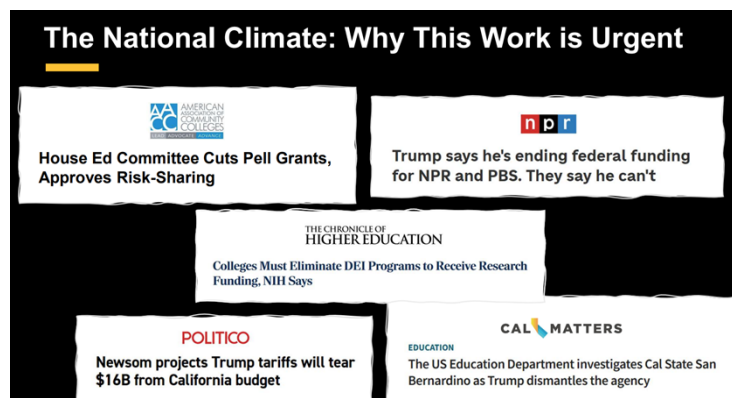 The National Climate: Why This Work is Urgent
AACC
AMERICAN
ASSOCIATION OF
COMMUNITY
COLLEGES
LEAD ADVOCATE ADVANCE
House Ed Committee Cuts Pell Grants,
Approves Risk-Sharing
npr
Trump says he's ending federal funding
for NPR and PBS. They say he can't
THE CHRONICLE OF
HIGHER EDUCATION
Colleges Must Eliminate DEI Programs to Receive Research
Funding, NIH Says
POLITICO
Newsom projects Trump tariffs will tear
$16B from California budget
CAL MATTERS
EDUCATION
The US Education Department investigates Cal State San
Bernardino as Trump dismantles the agency